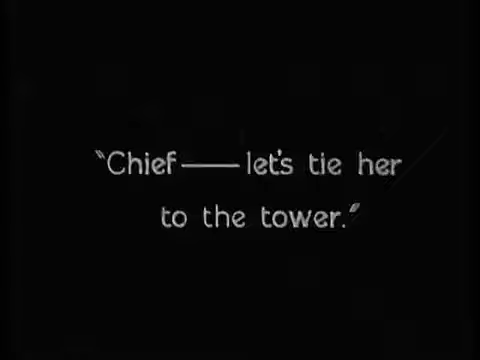 "Chief — let's tie her
to the tower."